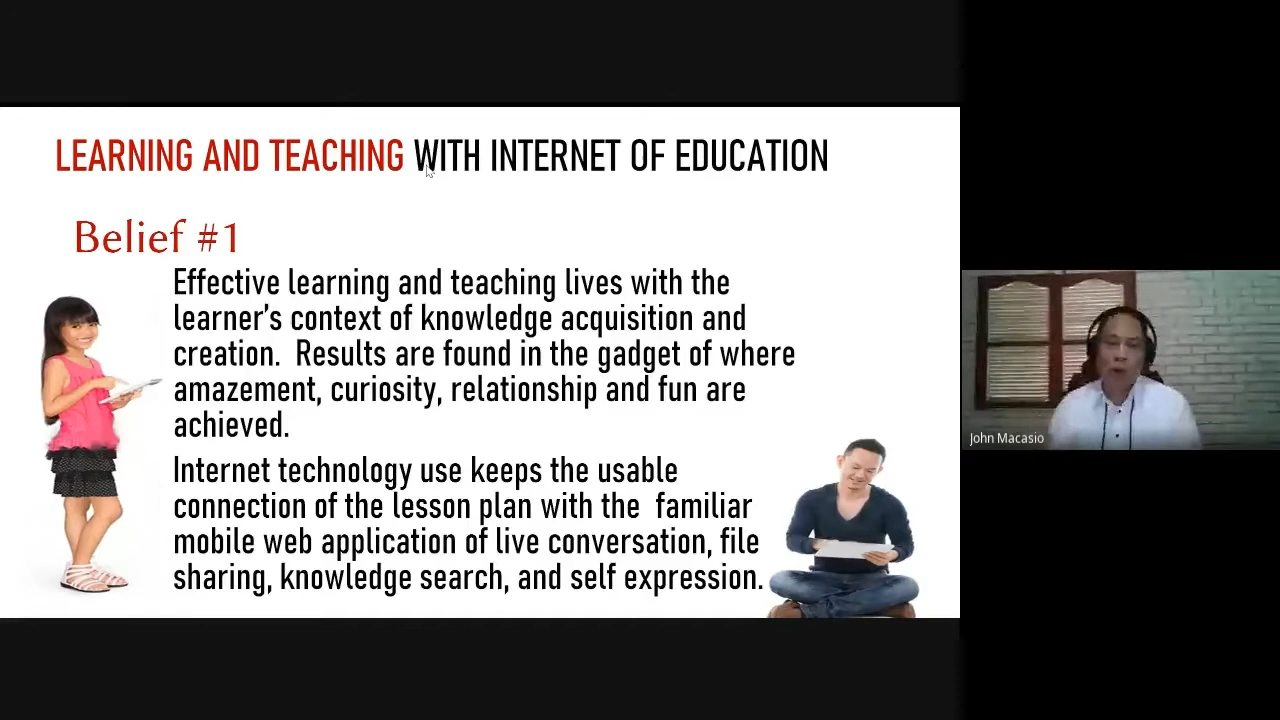 LEARNING AND TEACHING WITH INTERNET OF EDUCATION
Belief #1
Effective learning and teaching lives with the
learner's context of knowledge acquisition and
creation.  Results are found in the gadget of where
amazement, curiosity, relationship and fun are
achieved.
Internet technology use keeps the usable
connection of the lesson plan with the  familiar
mobile web application of live conversation, file
sharing, knowledge search, and self expression.
John Macasio